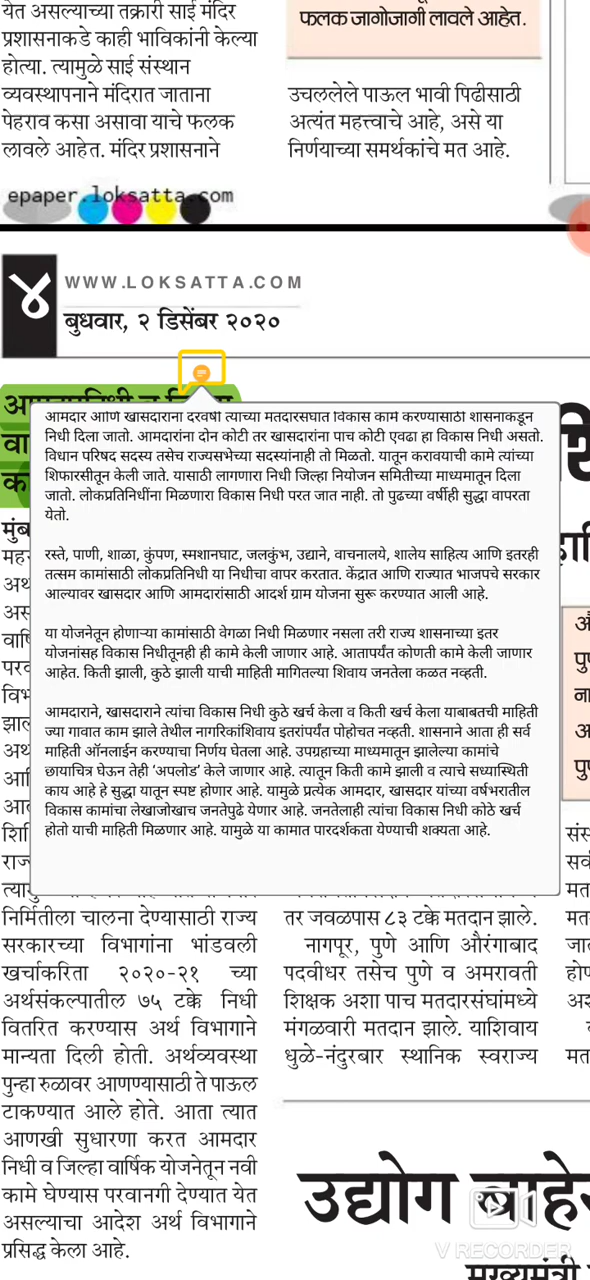 येत असल्याच्या तक्रारी साई मंदिर
प्रशासनाकडे काही भाविकांनी केल्या
होत्या. त्यामुळे साई संस्थान
व्यवस्थापनाने मंदिरात जाताना
पेहराव कसा असावा याचे फलक
लावले आहेत. मंदिर प्रशासनाने
फलक जागोजागी लावले आहेत.
उचललेले पाऊल भावी पिढीसाठी
अत्यंत महत्त्वाचे आहे, असे या
निर्णयाच्या समर्थकांचे मत आहे.
epaper.loksatta.com
४
WWW.LOKSATTA.COM
बुधवार, २ डिसेंबर २०२०
आमदार आणि खासदारांना दरवर्षी त्यांच्या मतदारसंघात विकास कामे करण्यासाठी शासनाकडून
निधी दिला जातो. आमदारांना दोन कोटी तर खासदारांना पाच कोटी एवढा हा विकास निधी असतो.
विधान परिषद सदस्य तसेच राज्यसभेच्या सदस्यांनाही तो मिळतो. यातून करावयाची कामे त्यांच्या
शिफारसीतून केली जाते. यासाठी लागणारा निधी जिल्हा नियोजन समितीच्या माध्यमातून दिला
जातो. लोकप्रतिनिधींना मिळणारा विकास निधी परत जात नाही. तो पुढच्या वर्षीही सुद्धा वापरता
येतो.
रस्ते, पाणी, शाळा, कुंपण, स्मशानघाट, जलकुंभ, उद्याने, वाचनालये, शालेय साहित्य आणि इतरही
तत्सम कामांसाठी लोकप्रतिनिधी या निधीचा वापर करतात. केंद्रात आणि राज्यात भाजपचे सरकार
आल्यावर खासदार आणि आमदारांसाठी आदर्श ग्राम योजना सुरू करण्यात आली आहे.
या योजनेतून होणाऱ्या कामांसाठी वेगळा निधी मिळणार नसला तरी राज्य शासनाच्या इतर
योजनांसह विकास निधीतूनही ही कामे केली जाणार आहे. आतापर्यंत कोणती कामे केली जाणार
आहेत. किती झाली, कुठे झाली याची माहिती मागितल्या शिवाय जनतेला कळत नव्हती.
आमदाराने, खासदाराने त्यांचा विकास निधी कुठे खर्च केला व किती खर्च केला याबाबतची माहिती
ज्या गावात काम झाले तेथील नागरिकांशिवाय इतरांपर्यंत पोहोचत नव्हती. शासनाने आता ही सर्व
माहिती ऑनलाईन करण्याचा निर्णय घेतला आहे. उपग्रहाच्या माध्यमातून झालेल्या कामांचे
छायाचित्र घेऊन तेही ‘अपलोड’ केले जाणार आहे. त्यातून किती कामे झाली व त्याचे सध्यास्थिती
काय आहे हे सुद्धा यातून स्पष्ट होणार आहे. यामुळे प्रत्येक आमदार, खासदार यांच्या वर्षभरातील
विकास कामांचा लेखाजोखाच जनतेपुढे येणार आहे. जनतेलाही त्यांचा विकास निधी कोठे खर्च
होतो याची माहिती मिळणार आहे. यामुळे या कामात पारदर्शकता येण्याची शक्यता आहे.
निर्मितीला चालना देण्यासाठी राज्य
सरकारच्या विभागांना भांडवली
खर्चाकरिता २०२०-२१ च्या
अर्थसंकल्पातील ७५ टक्के निधी
वितरित करण्यास अर्थ विभागाने
मान्यता दिली होती. अर्थव्यवस्था
पुन्हा रुळावर आणण्यासाठी ते पाऊल
टाकण्यात आले होते. आता त्यात
आणखी सुधारणा करत आमदार
निधी व जिल्हा वार्षिक योजनेतून नवी
कामे घेण्यास परवानगी देण्यात येत
असल्याचा आदेश अर्थ विभागाने
प्रसिद्ध केला आहे.
तर जवळपास ८३ टक्के मतदान झाले.
नागपूर, पुणे आणि औरंगाबाद
पदवीधर तसेच पुणे व अमरावती
शिक्षक अशा पाच मतदारसंघांमध्ये
मंगळवारी मतदान झाले. याशिवाय
धुळे-नंदुरबार स्थानिक स्वराज्य
उद्योग
V RECORDER